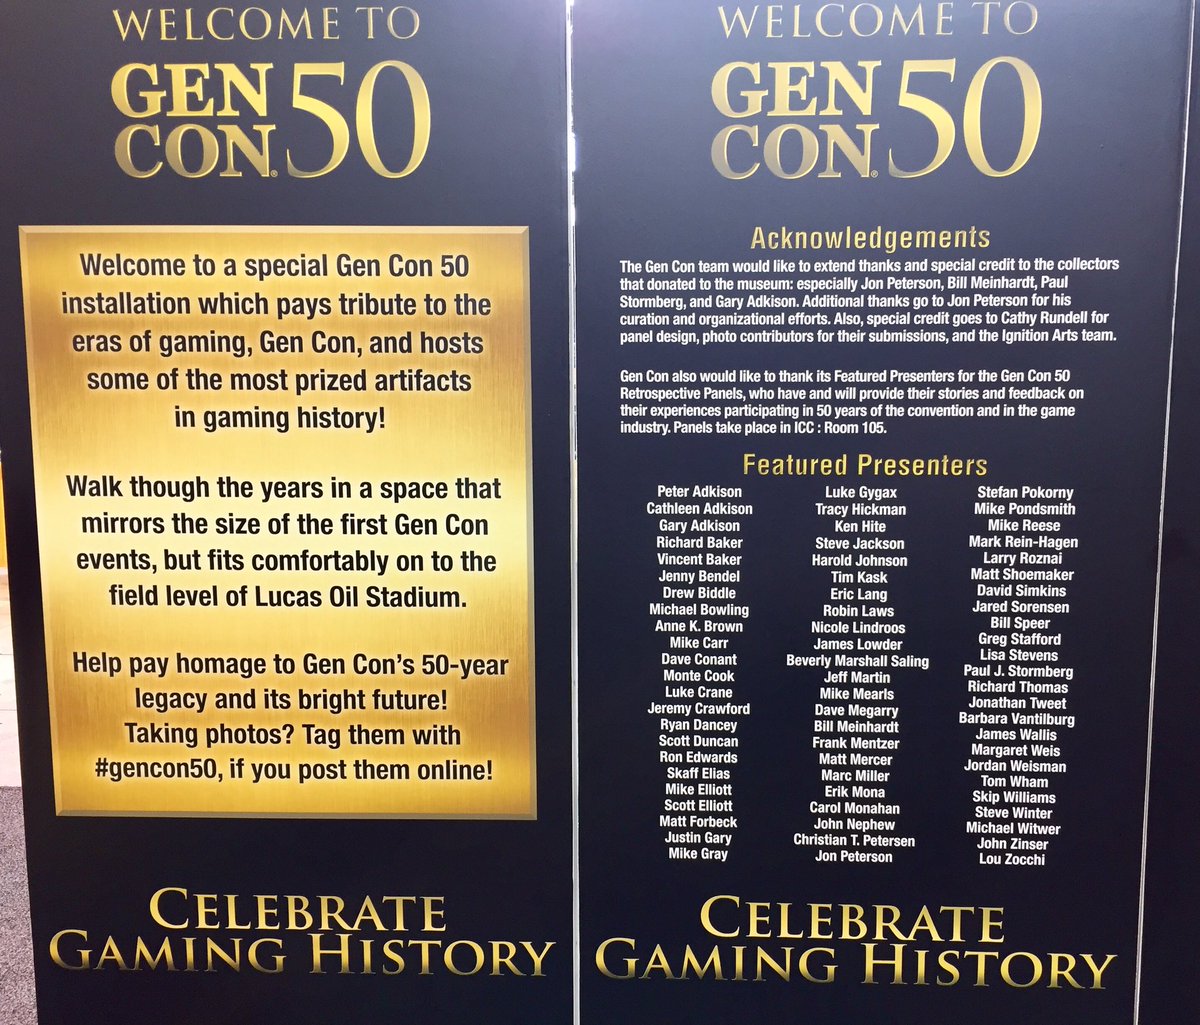 WELCOME TO
GEN
CON® 50
Welcome to a special Gen Con 50
installation which pays tribute to the
eras of gaming, Gen Con, and hosts
some of the most prized artifacts
in gaming history!
Walk though the years in a space that
mirrors the size of the first Gen Con
events, but fits comfortably on to the
field level of Lucas Oil Stadium.
Help pay homage to Gen Con's 50-year
legacy and its bright future!
Taking photos? Tag them with
#gencon50, if you post them online!
CELEBRATE
GAMING HISTORY
WELCOME TO
GEN
CON® 50
Acknowledgements
The Gen Con team would like to extend thanks and special credit to the collectors
that donated to the museum: especially Jon Peterson, Bill Meinhardt, Paul
Stormberg, and Gary Adkison. Additional thanks go to Jon Peterson for his
curation and organizational efforts. Also, special credit goes to Cathy Rundell for
panel design, photo contributors for their submissions, and the Ignition Arts team.
Gen Con also would like to thank its Featured Presenters for the Gen Con 50
Retrospective Panels, who have and will provide their stories and feedback on
their experiences participating in 50 years of the convention and in the game
industry. Panels take place in ICC : Room 105.
Featured Presenters
Peter Adkison
Cathleen Adkison
Gary Adkison
Richard Baker
Vincent Baker
Jenny Bendel
Drew Biddle
Michael Bowling
Anne K. Brown
Mike Carr
Dave Conant
Monte Cook
Luke Crane
Jeremy Crawford
Ryan Dancey
Scott Duncan
Ron Edwards
Skaff Elias
Mike Elliott
Scott Elliott
Matt Forbeck
Justin Gary
Mike Gray
Luke Gygax
Tracy Hickman
Ken Hite
Steve Jackson
Harold Johnson
Tim Kask
Eric Lang
Robin Laws
Nicole Lindroos
James Lowder
Beverly Marshall Saling
Jeff Martin
Mike Mearls
Dave Megarry
Bill Meinhardt
Frank Mentzer
Matt Mercer
Marc Miller
Erik Mona
Carol Monahan
John Nephew
Christian T. Petersen
Jon Peterson
Stefan Pokorny
Mike Pondsmith
Mike Reese
Mark Rein-Hagen
Larry Roznai
Matt Shoemaker
David Simkins
Jared Sorensen
Bill Speer
Greg Stafford
Lisa Stevens
Paul J. Stormberg
Richard Thomas
Jonathan Tweet
Barbara Vantilburg
James Wallis
Margaret Weis
Jordan Weisman
Tom Wham
Skip Williams
Steve Winter
Michael Witwer
John Zinser
Lou Zocchi
CELEBRATE
GAMING HISTORY